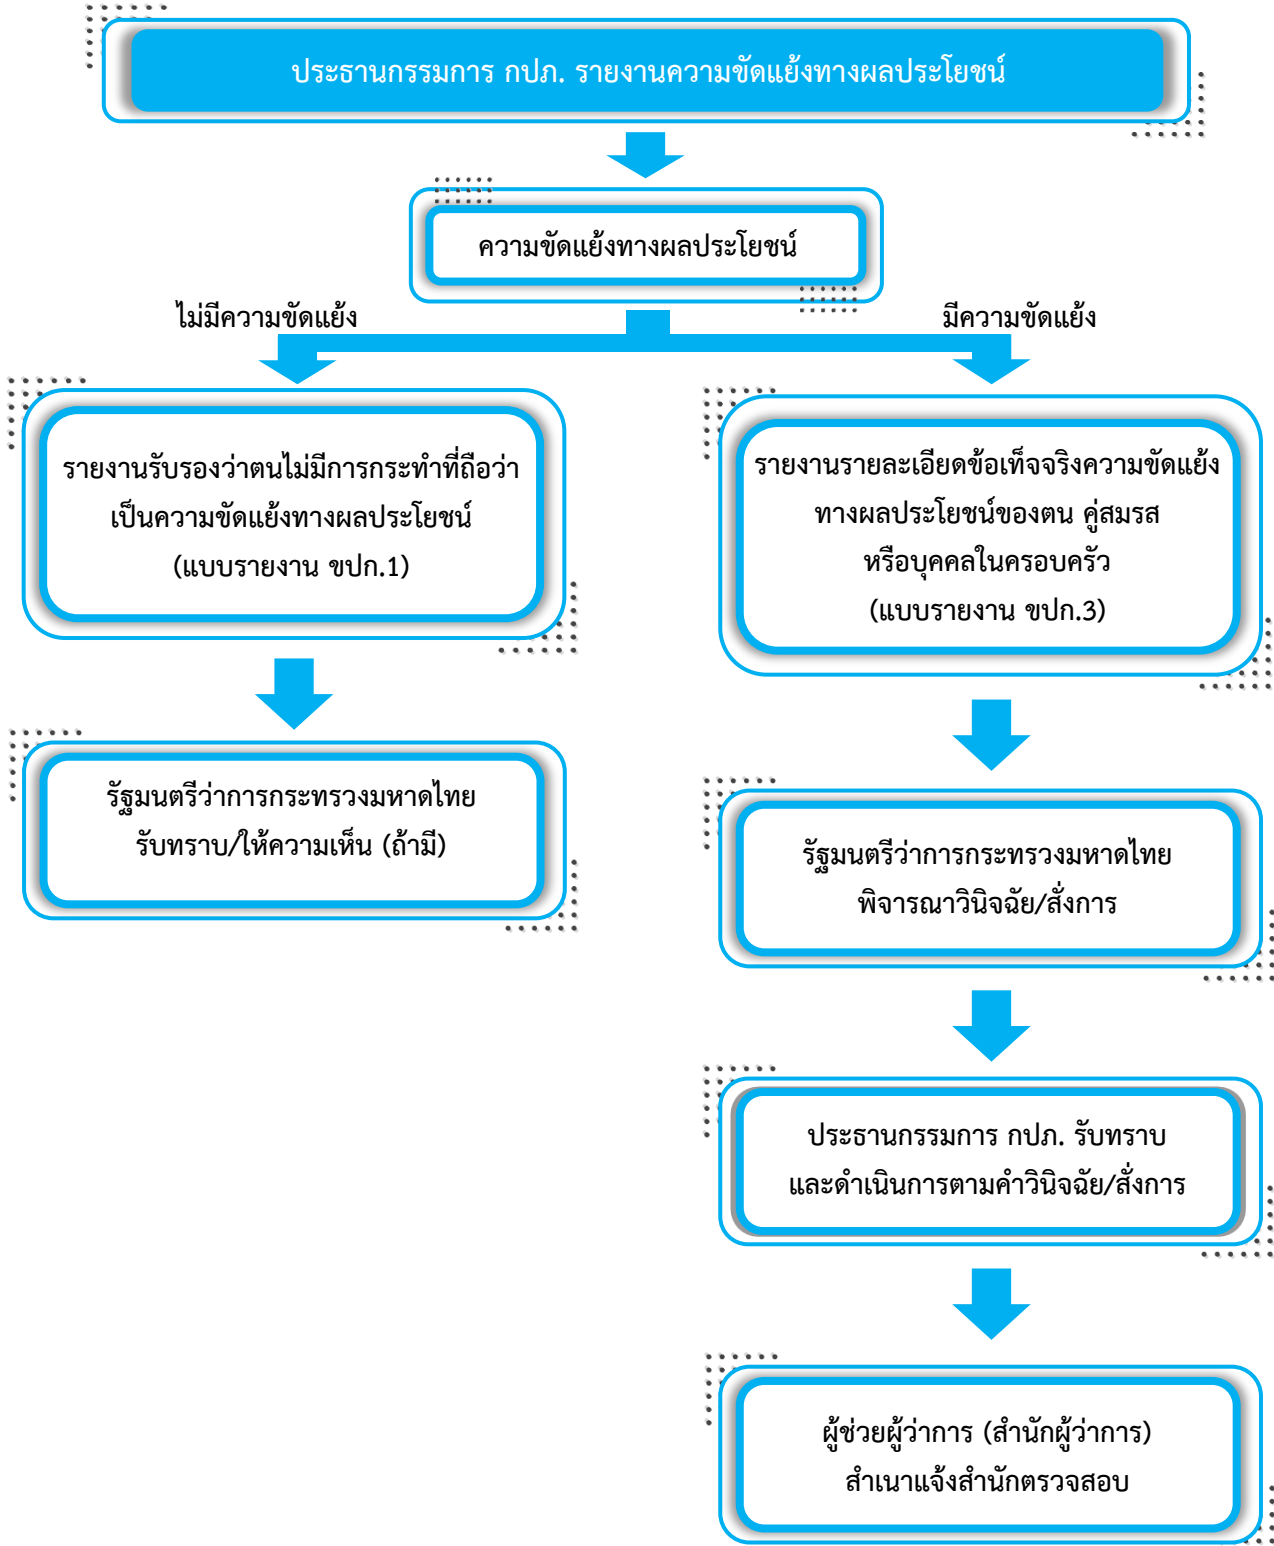 ประธานกรรมการ กปภ. รายงานความขัดแย้งทางผลประโยชน์
ความขัดแย้งทางผลประโยชน์
ไม่มีความขัดแย้ง
มีความขัดแย้ง
รายงานรับรองว่าตนไม่มีการกระทำที่ถือว่า
เป็นความขัดแย้งทางผลประโยชน์
(แบบรายงาน ขปก.1)
รายงานรายละเอียดข้อเท็จจริงความขัดแย้ง
ทางผลประโยชน์ของตน คู่สมรส
หรือบุคคลในครอบครัว
(แบบรายงาน ขปก.3)
รัฐมนตรีว่าการกระทรวงมหาดไทย
รับทราบ/ให้ความเห็น (ถ้ามี)
รัฐมนตรีว่าการกระทรวงมหาดไทย
พิจารณาวินิจฉัย/สั่งการ
ประธานกรรมการ กปภ. รับทราบ
และดำเนินการตามคำวินิจฉัย/สั่งการ
ผู้ช่วยผู้ว่าการ (สำนักผู้ว่าการ)
สำเนาแจ้งสำนักตรวจสอบ